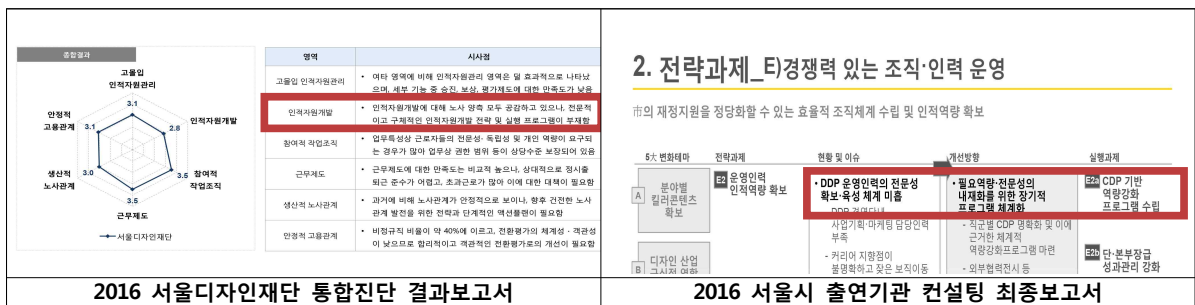 종합결과
고몰입
인적자원관리
3.1
안정적
고용관계
3.1
2.8
인적자원개발
생산적
노사관계
3.0
3.5
참여적
작업조직
3.5
근무제도
서울디자인재단
영역
시사점
고몰입 인적자원관리
• 여타 영역에 비해 인적자원관리 영역은 덜 효과적으로 나타났
으며, 세부 기능 중 승진, 보상, 평가제도에 대한 만족도가 낮음
인적자원개발
• 인적자원개발에 대해 노사 양측 모두 공감하고 있으나, 전문적
이고 구체적인 인적자원개발 전략 및 실행 프로그램이 부재함
참여적 작업조직
• 업무특성상 근로자들의 전문성· 독립성 및 개인 역량이 요구되
는 경우가 많아 업무상 권한 범위 등이 상당수준 보장되어 있음
근무제도
• 근무제도에 대한 만족도는 비교적 높으나, 상대적으로 정시출
퇴근 준수가 어렵고, 초과근로가 많아 이에 대한 대책이 필요함
생산적 노사관계
• 과거에 비해 노사관계가 안정적으로 보이나, 향후 건전한 노사
관계 발전을 위한 전략과 단계적인 액션플랜이 필요함
안정적 고용관계
• 비정규직 비율이 약 40%에 이르고, 전환평가의 체계성 · 객관성
이 낮으므로 합리적이고 객관적인 전환평가로의 개선이 필요함
2016 서울디자인재단 통합진단 결과보고서
2. 전략과제_E)경쟁력 있는 조직·인력 운영
市의 재정지원을 정당화할 수 있는 효율적 조직체계 수립 및 인적역량 확보
5大 변화테마 전략과제 현황 및 이슈 개선방향 실행과제
A 분야별
킬러콘텐츠
확보
E2 운영인력
인적역량 확보
• DDP 운영인력의 전문성
확보·육성 체계 미흡
- DDP 경영단내
사업기획·마케팅 담당인력
부족
- 커리어 지향점이
불명확하고 잦은 보직이동
• 필요역량·전문성의
내재화를 위한 장기적
프로그램 체계화
- 직군별 CDP 명확화 및 이에
근거한 체계적
역량강화프로그램 마련
- 외부협력전시 등
E2a CDP 기반
역량강화
프로그램 수립
E2b 단·본부장급
성과관리 강화
B 디자인 산업
2016 서울시 출연기관 컨설팅 최종보고서